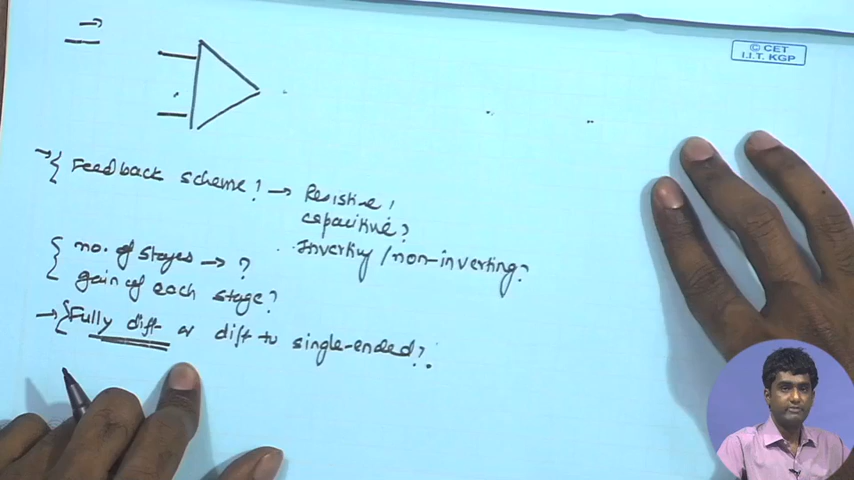 © CET
I.I.T. KGP
Feedback scheme? → Resistive,
capacitive?
Inverting/non-inverting?
no. of stages → ?
gain of each stage?
Fully diff or diff to single-ended?